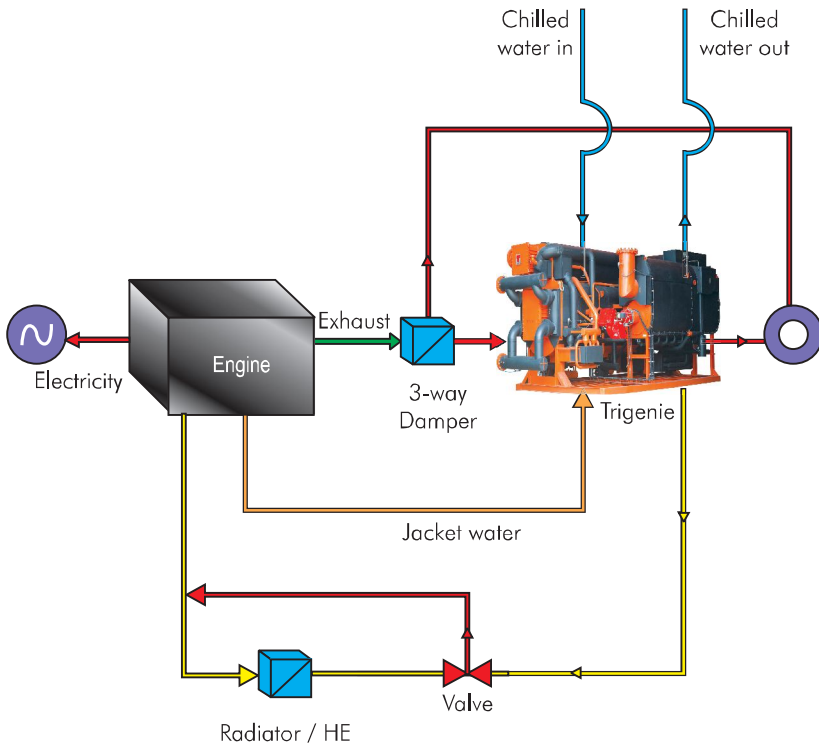 Chilled
water in
Chilled
water out
Exhaust
Engine
Electricity
3-way
Damper
Trigenie
Jacket water
Valve
Radiator / HE